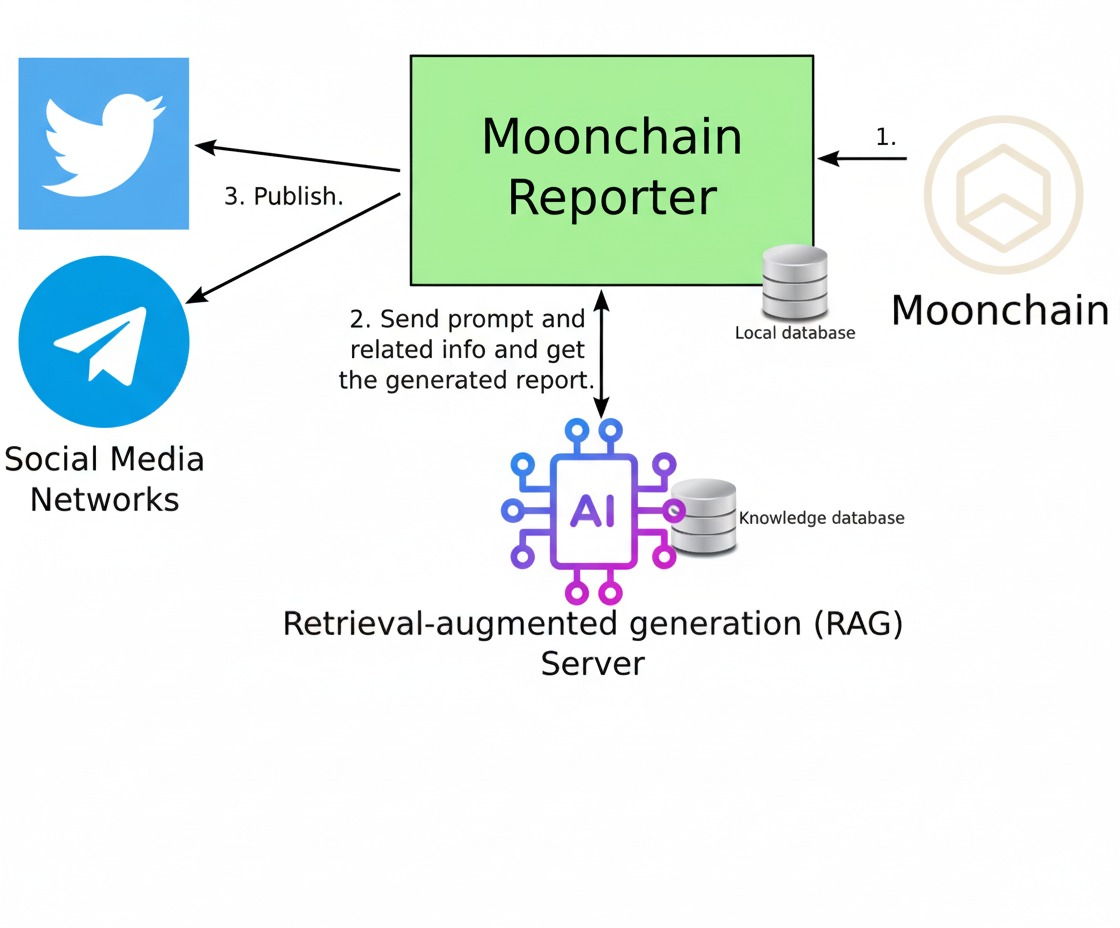 Moonchain
Reporter
1.
3. Publish.
Moonchain
Local database
2. Send prompt and
related info and get
the generated report.
Social Media
Networks
AI
Knowledge database
Retrieval-augmented generation (RAG)
Server